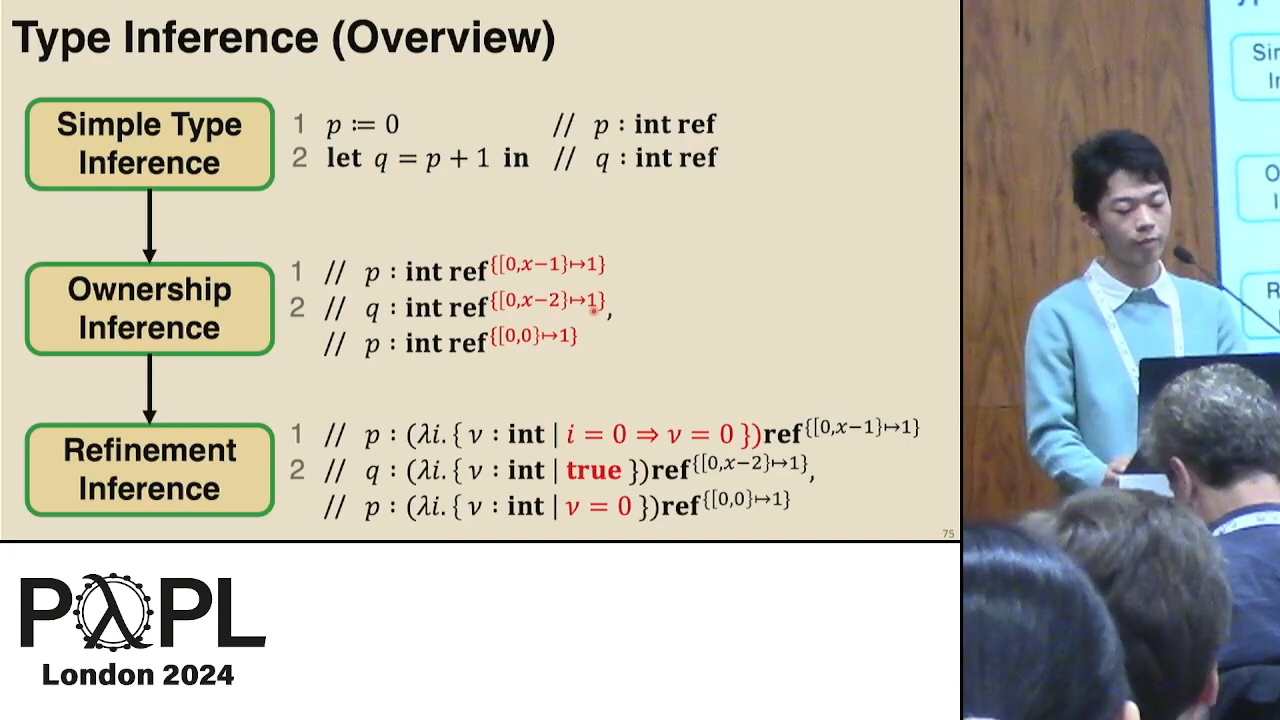 Type Inference (Overview)
Simple Type
Inference
1 p ≔ 0 // p : int ref
2 let q = p + 1 in // q : int ref
Ownership
Inference
1 // p : int ref{[0,x−1}↦1}
2 // q : int ref{[0,x−2}↦1},
// p : int ref{[0,0}↦1}
Refinement
Inference
1 // p : (λi. { ν : int | i = 0 ⇒ ν = 0 })ref{[0,x−1}↦1}
2 // q : (λi. { ν : int | true })ref{[0,x−2}↦1},
// p : (λi. { ν : int | ν = 0 })ref{[0,0}↦1}
75
PλPL
London 2024
Sim
In
O
I
R